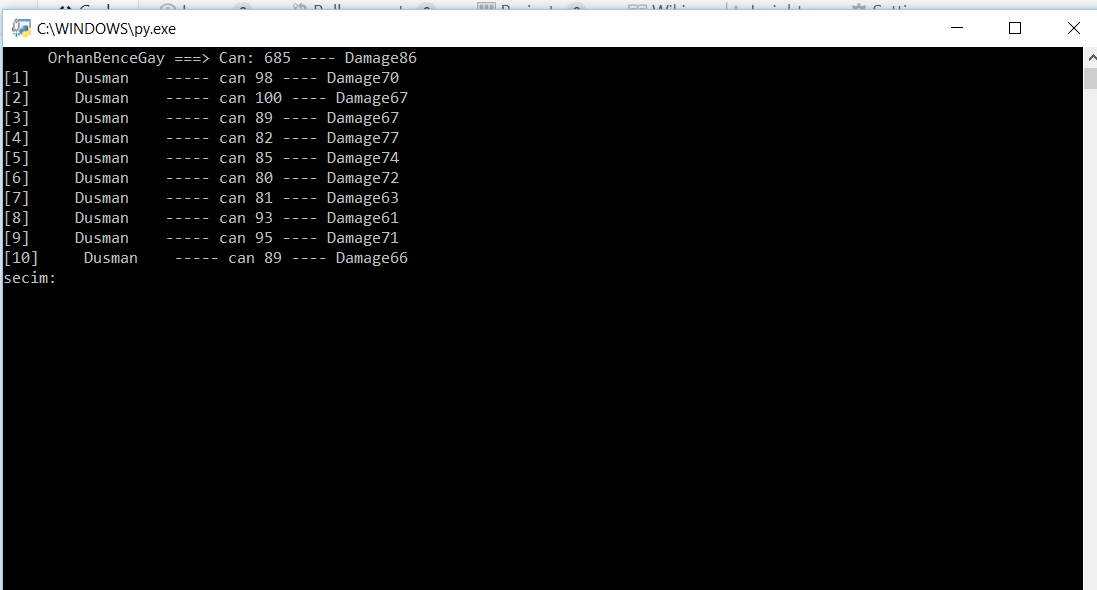 C:\WINDOWS\py.exe
OrhanBenceGay ===> Can: 685 ---- Damage86
[1]     Dusman    ----- can 98 ---- Damage70
[2]     Dusman    ----- can 100 ---- Damage67
[3]     Dusman    ----- can 89 ---- Damage67
[4]     Dusman    ----- can 82 ---- Damage77
[5]     Dusman    ----- can 85 ---- Damage74
[6]     Dusman    ----- can 80 ---- Damage72
[7]     Dusman    ----- can 81 ---- Damage63
[8]     Dusman    ----- can 93 ---- Damage61
[9]     Dusman    ----- can 95 ---- Damage71
[10]     Dusman    ----- can 89 ---- Damage66
secim: